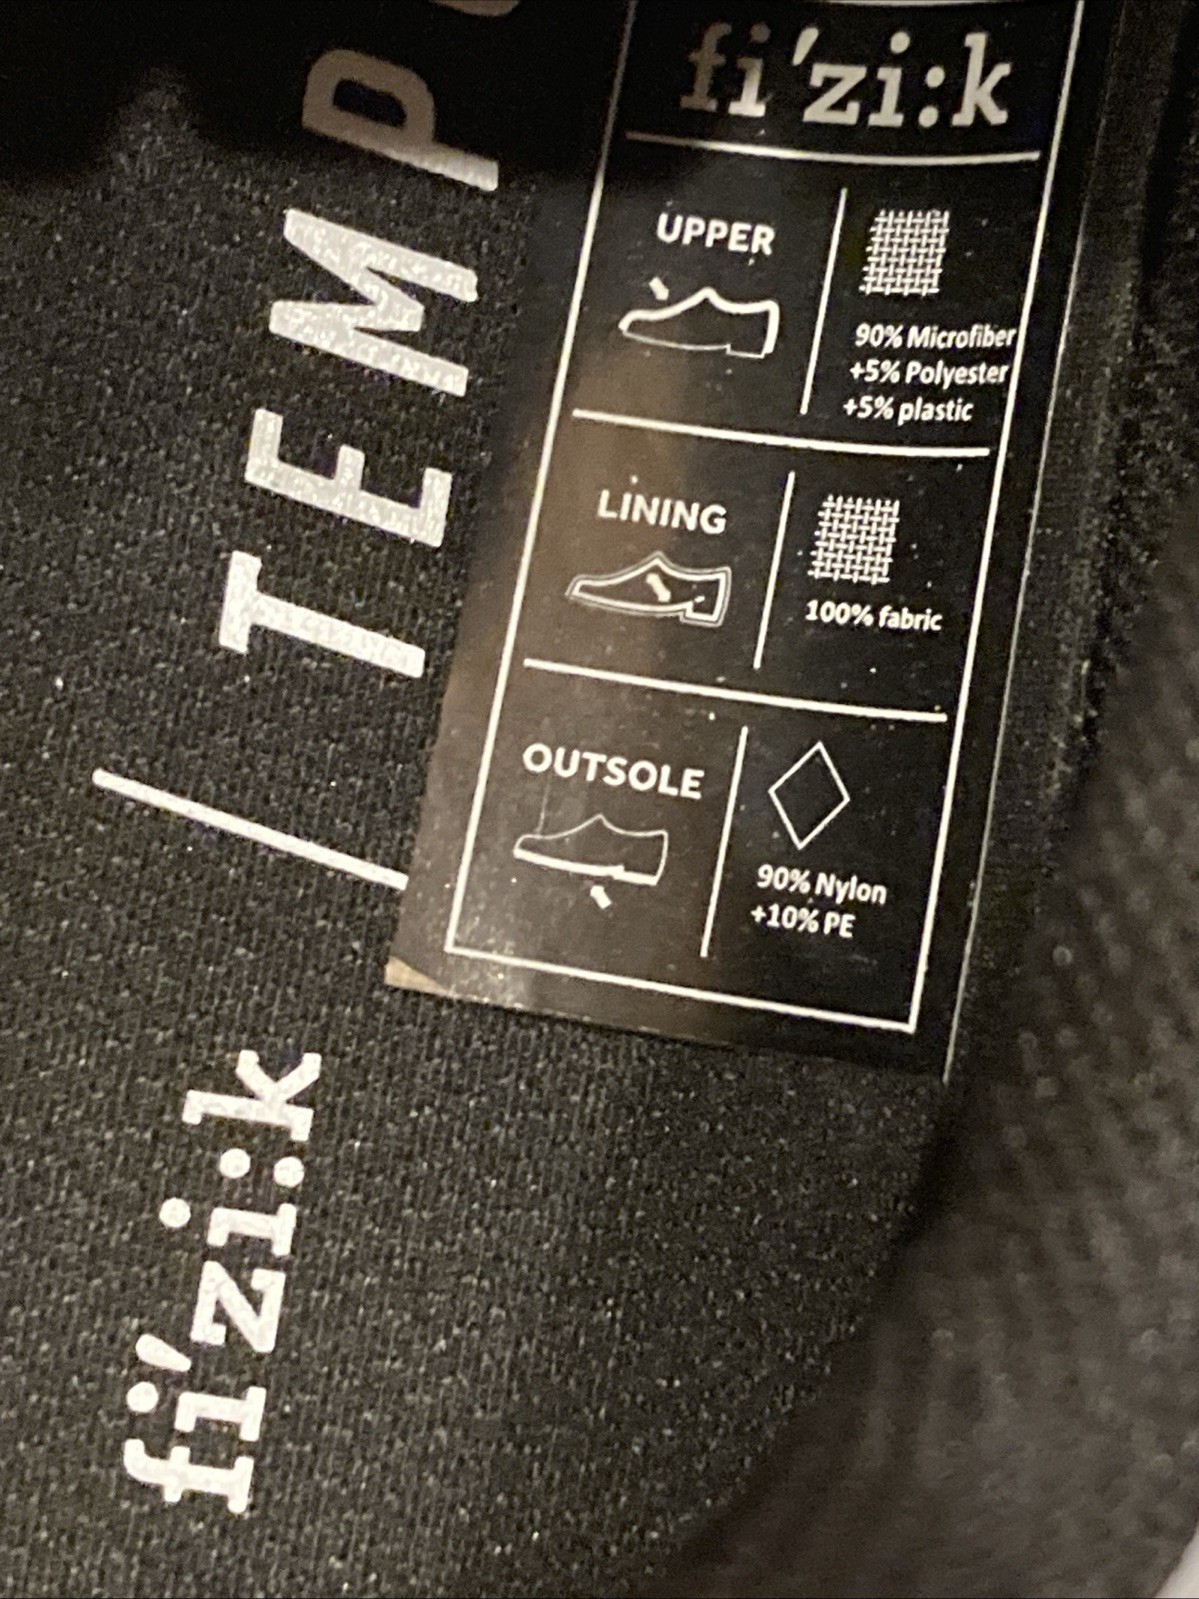 fi'zi:k
UPPER
90% Microfiber
+5% Polyester
+5% plastic
LINING
100% fabric
OUTSOLE
90% Nylon
+10% PE
fi'zi:k / TEMPO